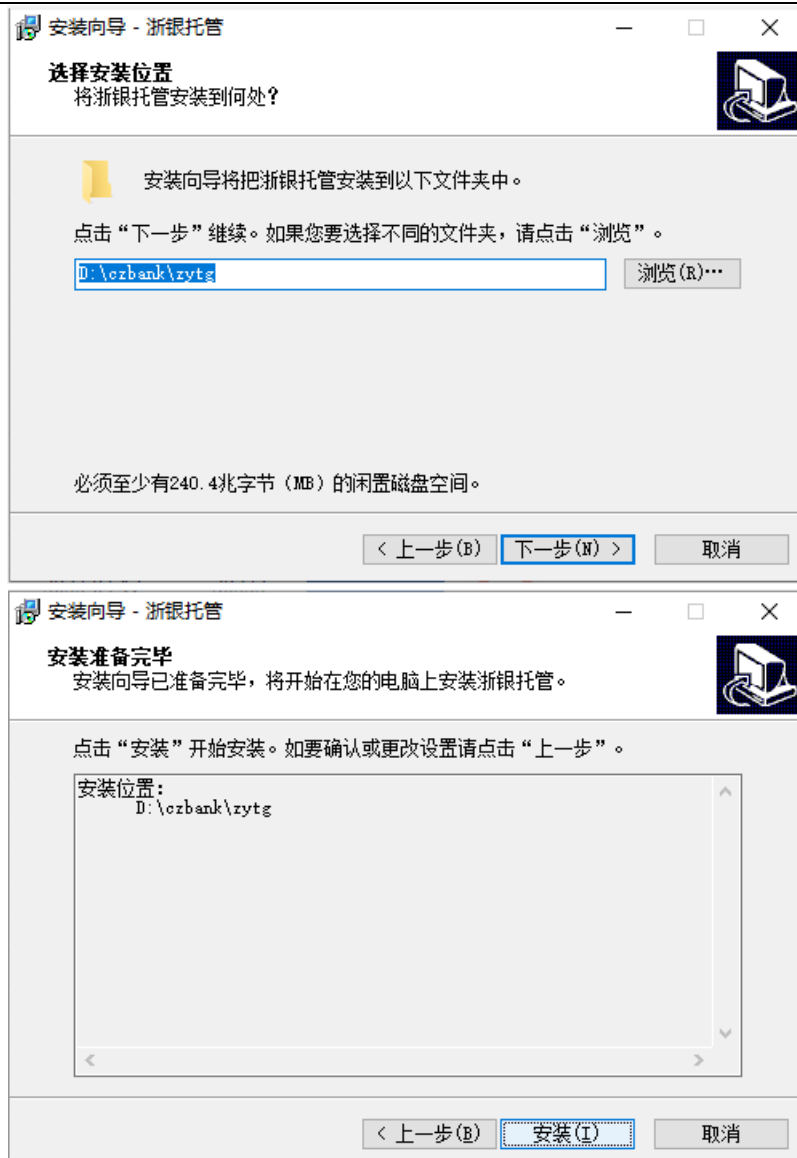 安装向导 - 浙银托管
选择安装位置
将浙银托管安装到何处?
安装向导将把浙银托管安装到以下文件夹中。
点击“下一步”继续。如果您要选择不同的文件夹，请点击“浏览”。
D:\czbank\zytg
浏览(R)…
必须至少有240.4兆字节（MB）的闲置磁盘空间。
< 上一步(B) 下一步(N) > 取消
安装向导 - 浙银托管
安装准备完毕
安装向导已准备完毕，将开始在您的电脑上安装浙银托管。
点击“安装”开始安装。如要确认或更改设置请点击“上一步”。
安装位置:
D:\czbank\zytg
< 上一步(B) 安装(I) 取消